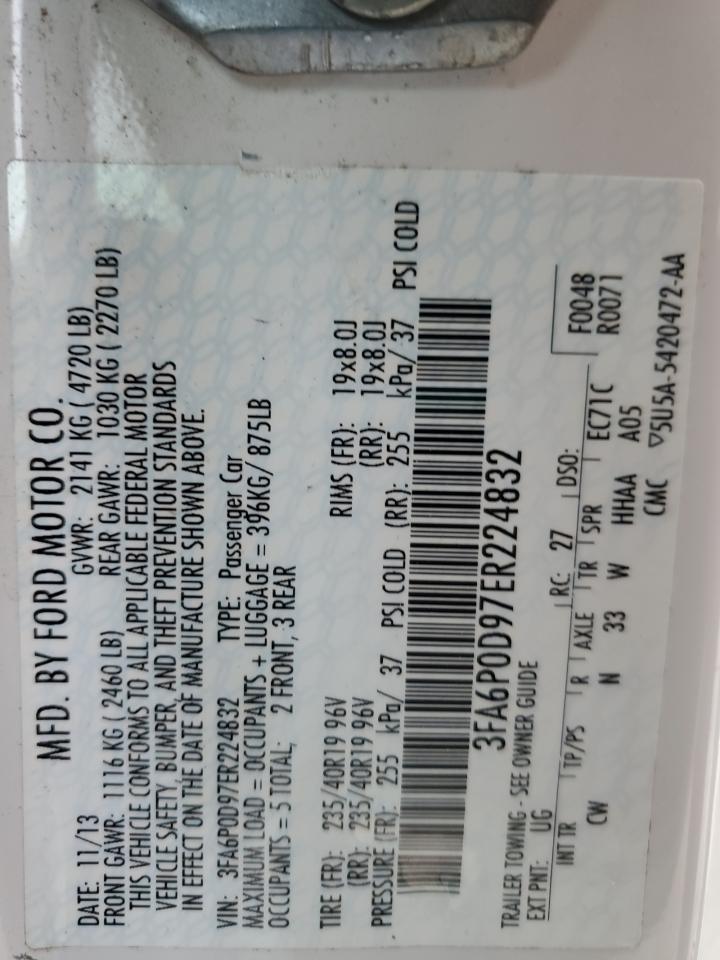 MFD. BY FORD MOTOR CO.
DATE: 11/13 GVWR: 2141 KG ( 4720 LB)
FRONT GAWR: 1116 KG ( 2460 LB) REAR GAWR: 1030 KG ( 2270 LB)
THIS VEHICLE CONFORMS TO ALL APPLICABLE FEDERAL MOTOR
VEHICLE SAFETY, BUMPER, AND THEFT PREVENTION STANDARDS
IN EFFECT ON THE DATE OF MANUFACTURE SHOWN ABOVE.
VIN: 3FA6P0D97ER224832 TYPE: Passenger Car
MAXIMUM LOAD = OCCUPANTS + LUGGAGE = 396KG/ 875LB
OCCUPANTS = 5 TOTAL; 2 FRONT, 3 REAR
TIRE (FR): 235/40R19 96V RIMS (FR): 19x8.0J
(RR): 235/40R19 96V (RR): 19x8.0J
PRESSURE (FR): 255 kPa/ 37 PSI COLD (RR): 255 kPa/ 37 PSI COLD
3FA6P0D97ER224832
TRAILER TOWING - SEE OWNER GUIDE
EXT PNT: UG RC: 27 DSO: F0048
R0071
INT TR TP/PS R AXLE TR SPR EC71C
CW N 33 W HHAA A05
CMC ▽5U5A-5420472-AA